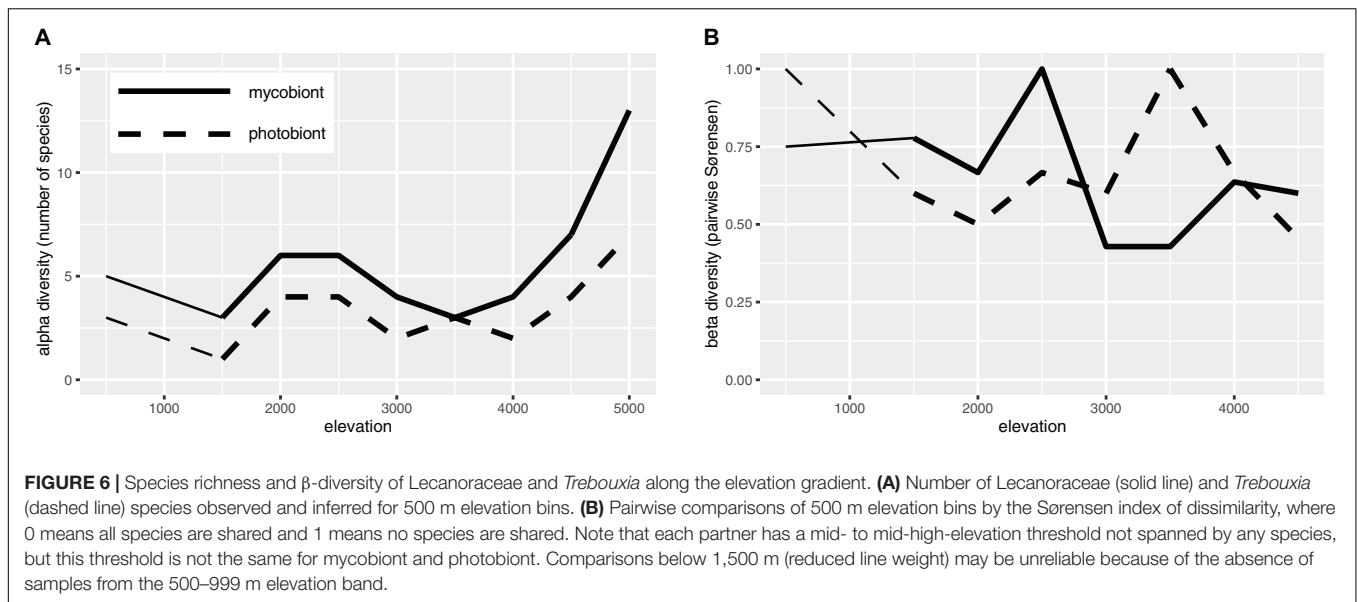 A
15
10
5
0
alpha diversity (number of species)
mycobiont
photobiont
1000 2000 3000 4000 5000
elevation
B
1.00
0.75
0.50
0.25
0.00
beta diversity (pairwise Sørensen)
1000 2000 3000 4000
elevation
FIGURE 6 | Species richness and β-diversity of Lecanoraceae and Trebouxia along the elevation gradient. (A) Number of Lecanoraceae (solid line) and Trebouxia
(dashed line) species observed and inferred for 500 m elevation bins. (B) Pairwise comparisons of 500 m elevation bins by the Sørensen index of dissimilarity, where
0 means all species are shared and 1 means no species are shared. Note that each partner has a mid- to mid-high-elevation threshold not spanned by any species,
but this threshold is not the same for mycobiont and photobiont. Comparisons below 1,500 m (reduced line weight) may be unreliable because of the absence of
samples from the 500–999 m elevation band.